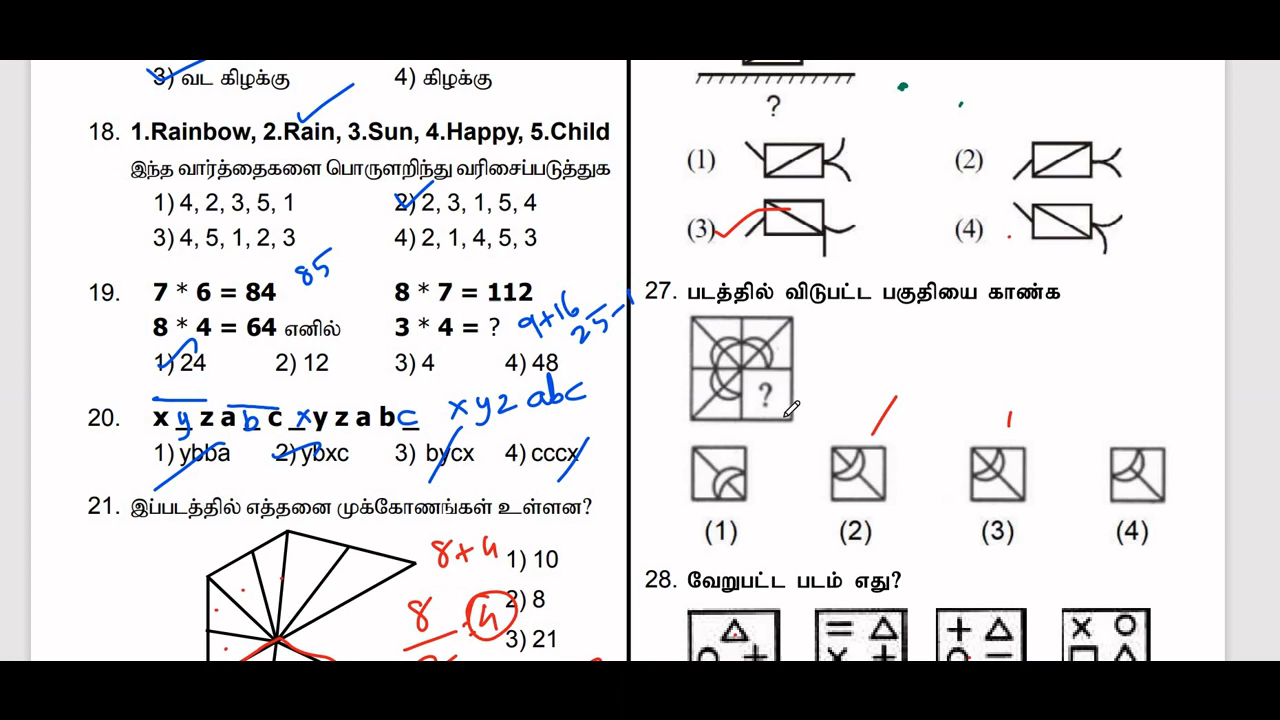 3) வட கிழக்கு
4) கிழக்கு
18. 1.Rainbow, 2.Rain, 3.Sun, 4.Happy, 5.Child
இந்த வார்த்தைகளை பொருளறிந்து வரிசைப்படுத்துக
1) 4, 2, 3, 5, 1
2) 2, 3, 1, 5, 4
3) 4, 5, 1, 2, 3
4) 2, 1, 4, 5, 3
85
19. 7 * 6 = 84
8 * 7 = 112
8 * 4 = 64 எனில்
3 * 4 = ?
9+16
25-1
1) 24
2) 12
3) 4
4) 48
20. x y z a b c x y z a b c
xyz abc
1) ybba
2) ybxc
3) bycx
4) cccx
21. இப்படத்தில் எத்தனை முக்கோணங்கள் உள்ளன?
8+4
1) 10
8
4
2) 8
3) 21
?
(1)
(2)
(3)
(4)
27. படத்தில் விடுபட்ட பகுதியை காண்க
?
(1)
(2)
(3)
(4)
28. வேறுபட்ட படம் எது?